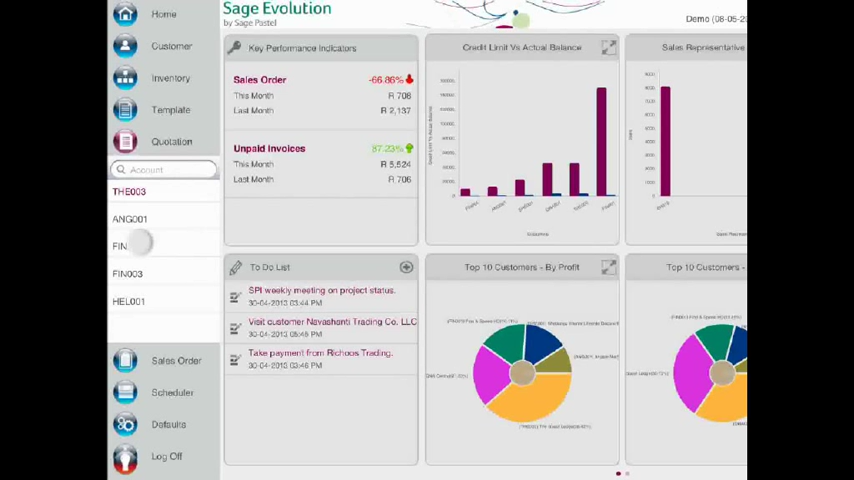 Home
Customer
Inventory
Template
Quotation
Account
THE003
ANG001
FIN
FIN003
HEL001
Sales Order
Scheduler
Defaults
Log Off
Sage Evolution
by Sage Pastel
Demo (08-05-20
Key Performance Indicators
Sales Order -66.86%
This Month R 708
Last Month R 2,137
Unpaid Invoices 87.23%
This Month R 5,524
Last Month R 706
To Do List
SPI weekly meeting on project status.
30-04-2013 03:44 PM
Visit customer Navashanti Trading Co. LLC
30-04-2013 05:45 PM
Take payment from Richoos Trading.
30-04-2013 03:46 PM
Credit Limit Vs Actual Balance
Sales Representative
Top 10 Customers - By Profit
Top 10 Customers -